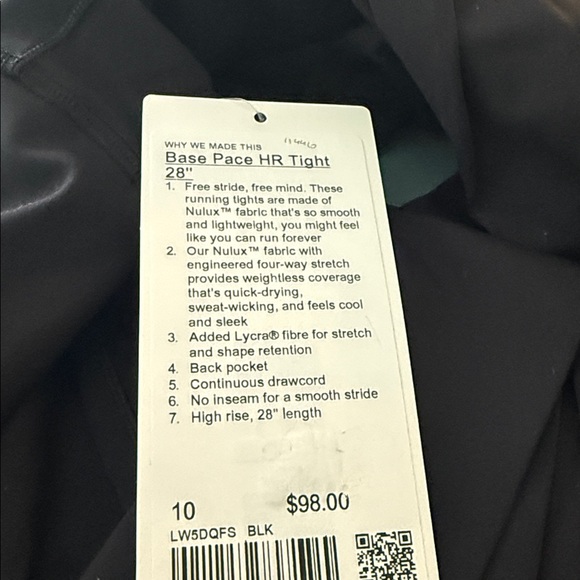 WHY WE MADE THIS
Base Pace HR Tight
28"
1. Free stride, free mind. These
running tights are made of
Nulux™ fabric that's so smooth
and lightweight, you might feel
like you can run forever
2. Our Nulux™ fabric with
engineered four-way stretch
provides weightless coverage
that's quick-drying,
sweat-wicking, and feels cool
and sleek
3. Added Lycra® fibre for stretch
and shape retention
4. Back pocket
5. Continuous drawcord
6. No inseam for a smooth stride
7. High rise, 28" length
10 $98.00
LW5DQFS BLK